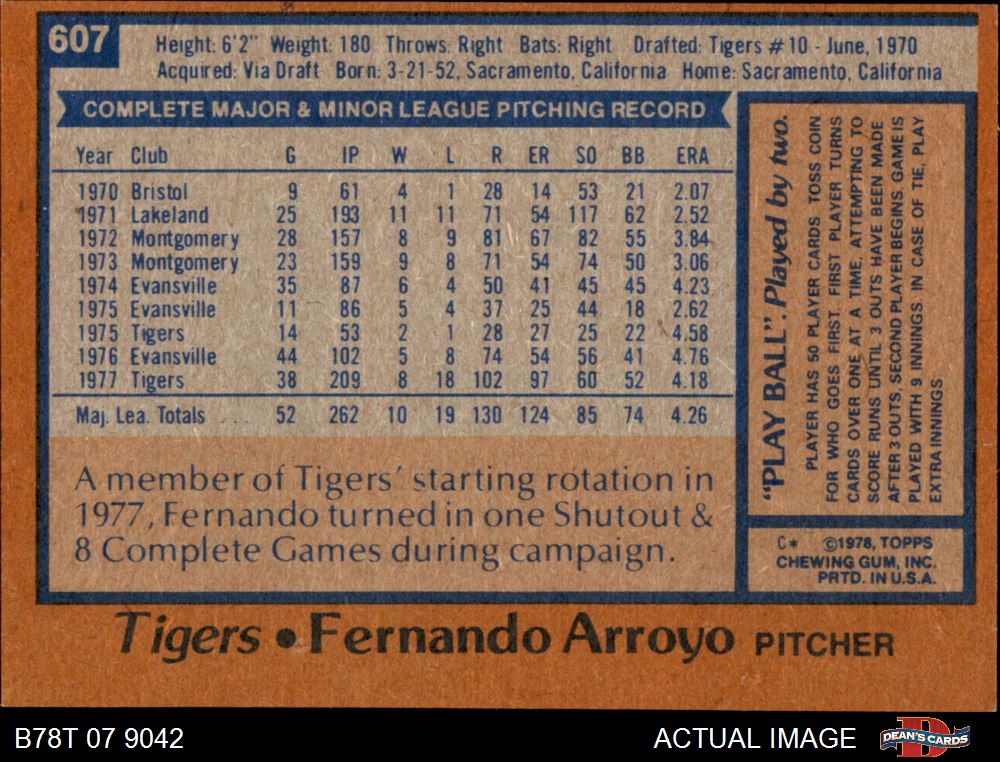 607
Height: 6'2" Weight: 180 Throws: Right Bats: Right Drafted: Tigers #10 - June, 1970
Acquired: Via Draft Born: 3-21-52, Sacramento, California Home: Sacramento, California
COMPLETE MAJOR & MINOR LEAGUE PITCHING RECORD
Year Club G IP W L R ER SO BB ERA
1970 Bristol 9 61 4 1 28 14 53 21 2.07
1971 Lakeland 25 193 11 11 71 54 117 62 2.52
1972 Montgomery 28 157 8 9 81 67 82 55 3.84
1973 Montgomery 23 159 9 8 71 54 74 50 3.06
1974 Evansville 35 87 6 4 50 41 45 45 4.23
1975 Evansville 11 86 5 4 37 25 44 18 2.62
1975 Tigers 14 53 2 1 28 27 25 22 4.58
1976 Evansville 44 102 5 8 74 54 56 41 4.76
1977 Tigers 38 209 8 18 102 97 60 52 4.18
Maj. Lea. Totals . . . 52 262 10 19 130 124 85 74 4.26
A member of Tigers' starting rotation in
1977, Fernando turned in one Shutout &
8 Complete Games during campaign.
"PLAY BALL". Played by two.
PLAYER HAS 50 PLAYER CARDS. TOSS COIN
FOR WHO GOES FIRST. FIRST PLAYER TURNS
CARDS OVER ONE AT A TIME, ATTEMPTING TO
SCORE RUNS UNTIL 3 OUTS HAVE BEEN MADE
AFTER 3 OUTS, SECOND PLAYER BEGINS GAME IS
PLAYED WITH 9 INNINGS IN CASE OF TIE, PLAY
EXTRA INNINGS
C* ©1978, TOPPS
CHEWING GUM, INC.
PRTD. IN U.S.A.
Tigers • Fernando Arroyo PITCHER
B78T 07 9042
ACTUAL IMAGE
D
DEAN'S CARDS